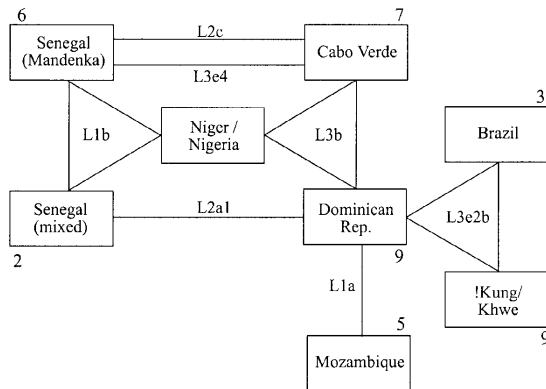 6
7
Senegal
(Mandenka)
L2c
L3e4
Cabo Verde
3
L1b
Niger /
Nigeria
L3b
Brazil
Senegal
(mixed)
L2a1
Dominican
Rep.
L3e2b
2
9
L1a
!Kung/
Khwe
5
9
Mozambique